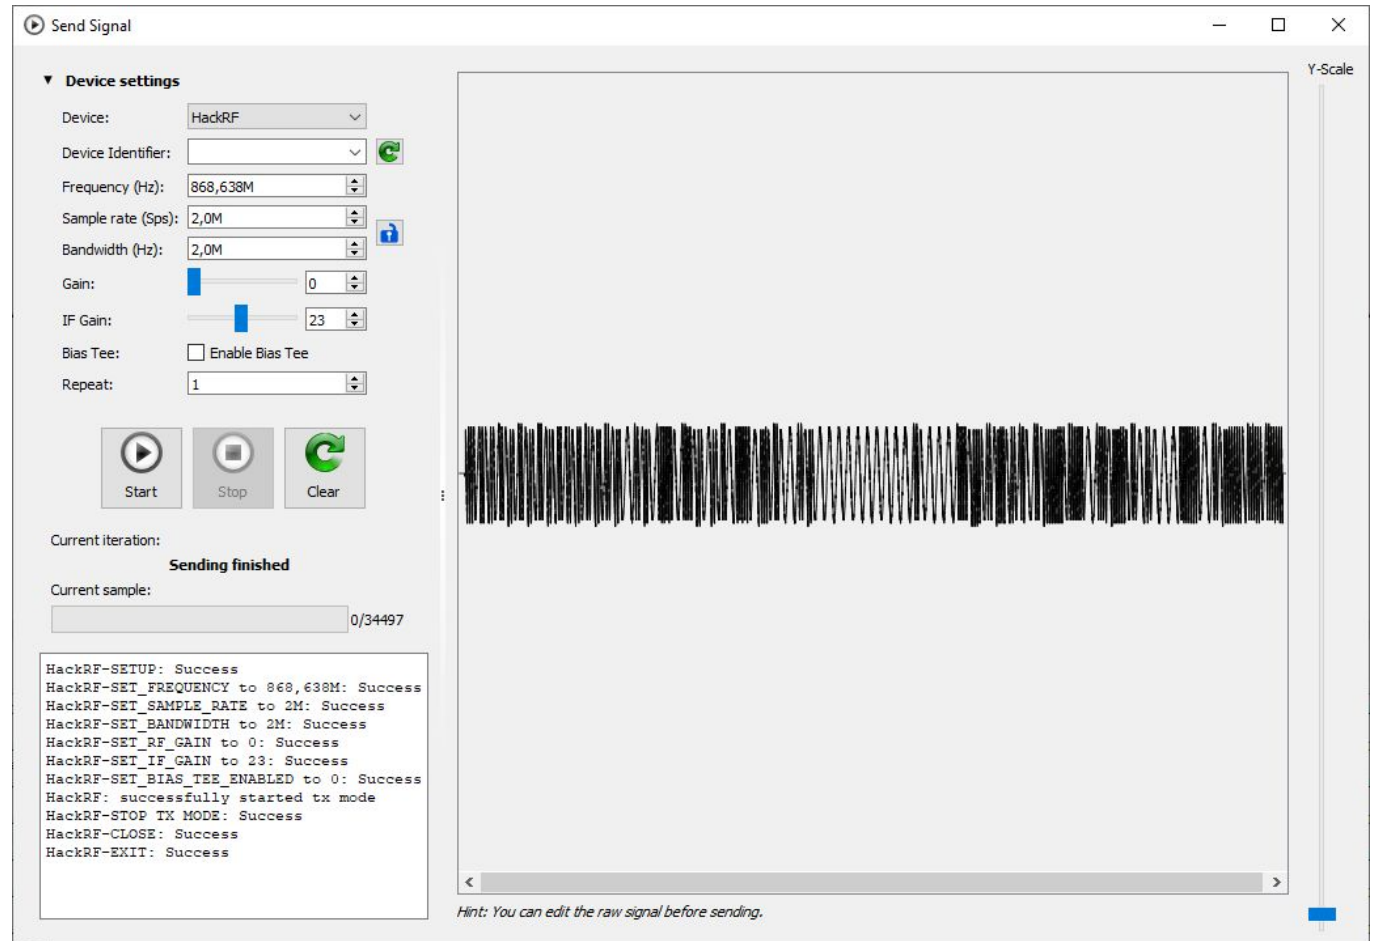 Send Signal
Device settings
Device: HackRF
Device Identifier:
Frequency (Hz): 868,638M
Sample rate (Sps): 2,0M
Bandwidth (Hz): 2,0M
Gain: 0
IF Gain: 23
Bias Tee: Enable Bias Tee
Repeat: 1
Start Stop Clear
Current iteration:
Sending finished
Current sample:
0/34497
HackRF-SETUP: Success
HackRF-SET_FREQUENCY to 868,638M: Success
HackRF-SET_SAMPLE_RATE to 2M: Success
HackRF-SET_BANDWIDTH to 2M: Success
HackRF-SET_RF_GAIN to 0: Success
HackRF-SET_IF_GAIN to 23: Success
HackRF-SET_BIAS_TEE_ENABLED to 0: Success
HackRF: successfully started tx mode
HackRF-STOP TX MODE: Success
HackRF-CLOSE: Success
HackRF-EXIT: Success
Y-Scale
Hint: You can edit the raw signal before sending.